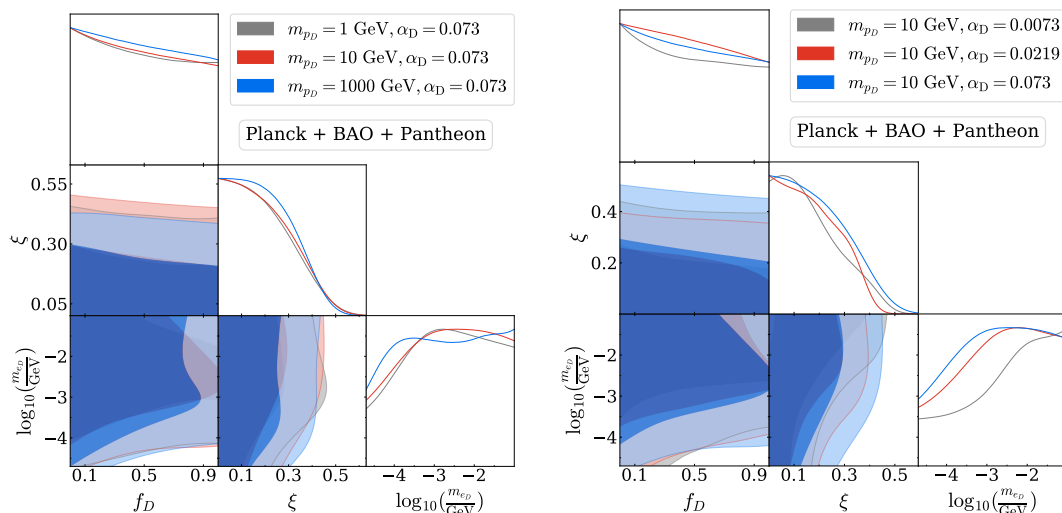 m_{p_D} = 1 GeV, α_D = 0.073
m_{p_D} = 10 GeV, α_D = 0.073
m_{p_D} = 1000 GeV, α_D = 0.073
Planck + BAO + Pantheon
0.55
0.30
0.05
ξ
−2
−3
−4
log₁₀(m_{e_D}/GeV)
0.1 0.5 0.9
f_D
0.1 0.3 0.5
ξ
−4 −3 −2
log₁₀(m_{e_D}/GeV)
m_{p_D} = 10 GeV, α_D = 0.0073
m_{p_D} = 10 GeV, α_D = 0.0219
m_{p_D} = 10 GeV, α_D = 0.073
Planck + BAO + Pantheon
0.4
0.2
ξ
−2
−3
−4
log₁₀(m_{e_D}/GeV)
0.1 0.5 0.9
f_D
0.1 0.3 0.5
ξ
−4 −3 −2
log₁₀(m_{e_D}/GeV)